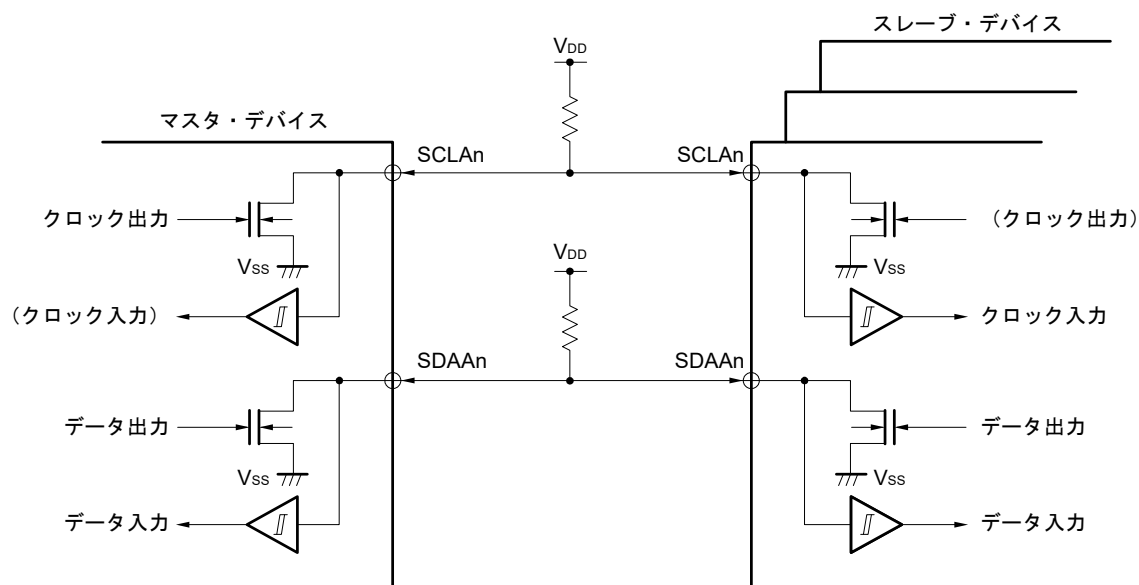 スレーブ・デバイス
VDD
マスタ・デバイス
SCLAn
SCLAn
クロック出力
(クロック出力)
VSS
VSS
VDD
(クロック入力)
クロック入力
SDAAn
SDAAn
データ出力
データ出力
VSS
VSS
データ入力
データ入力